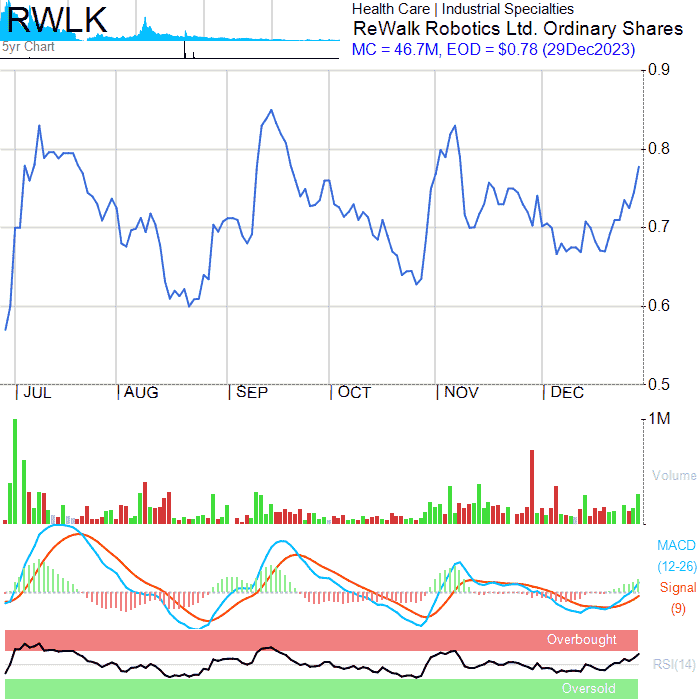 RWLK
Health Care | Industrial Specialties
ReWalk Robotics Ltd. Ordinary Shares
MC = 46.7M, EOD = $0.78 (29Dec2023)
5yr Chart
0.9
0.8
0.7
0.6
0.5
JUL AUG SEP OCT NOV DEC
1M
Volume
MACD
(12-26)
Signal
(9)
Overbought
RSI(14)
Oversold